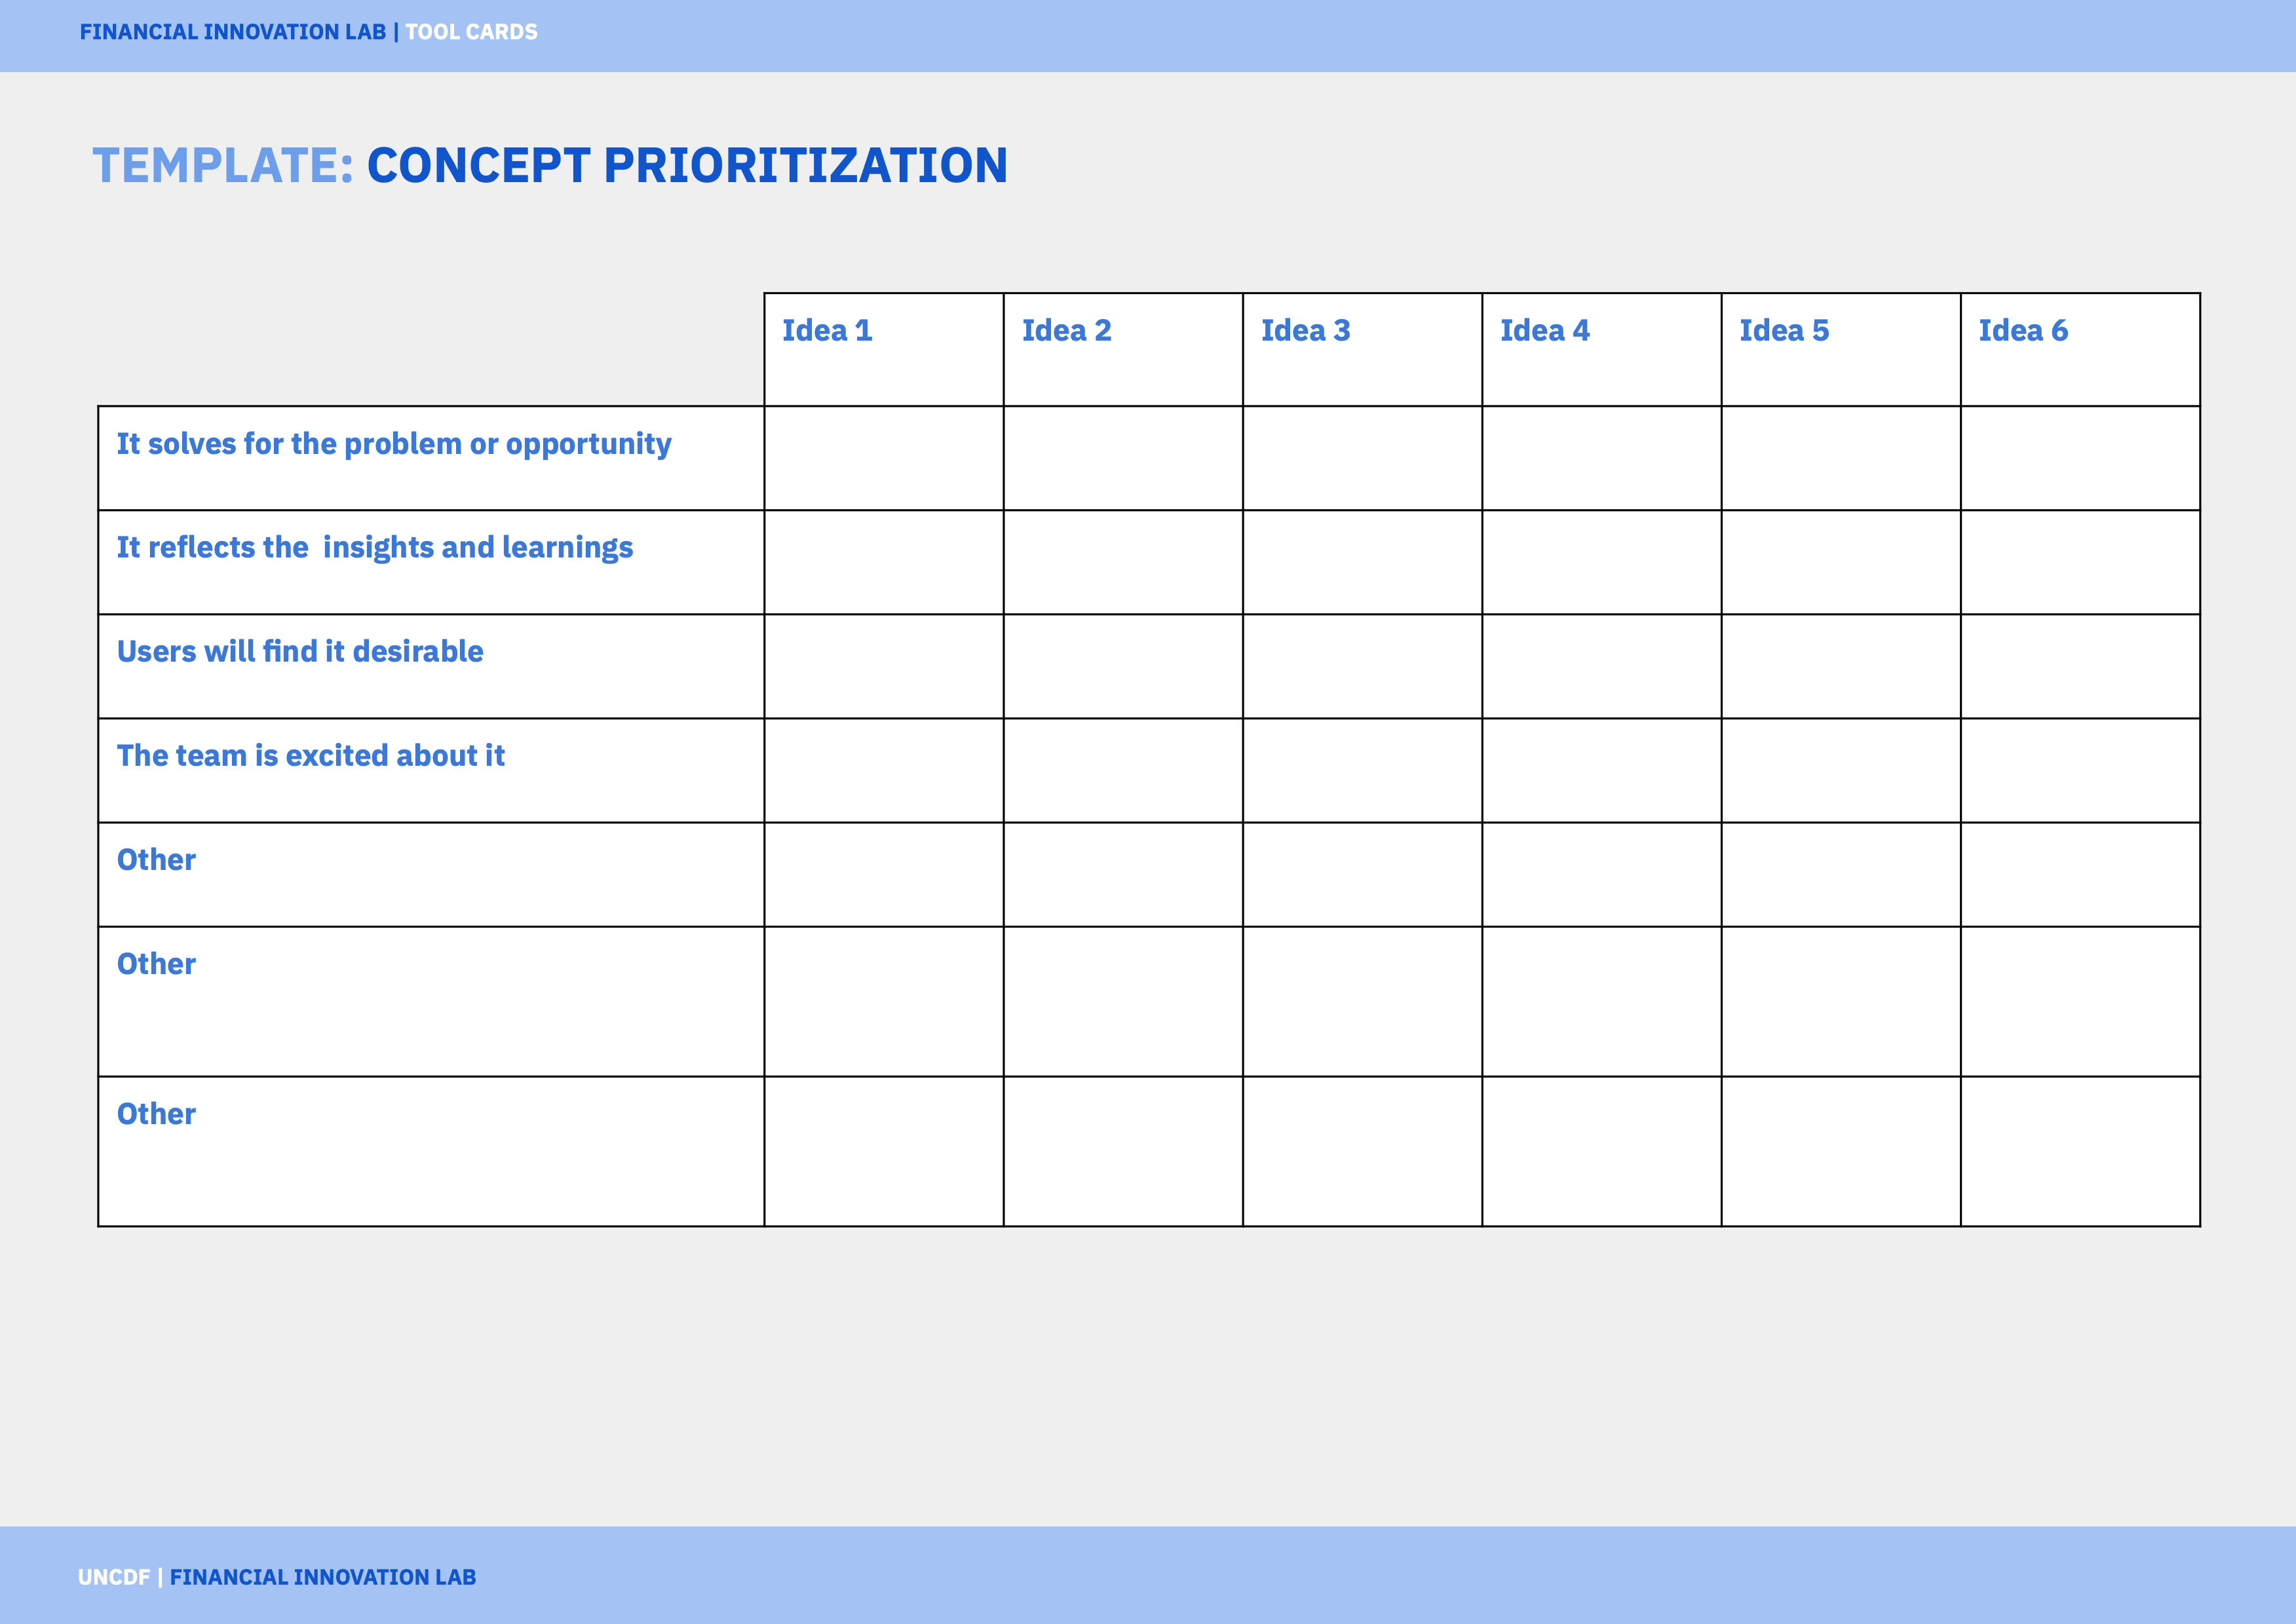 FINANCIAL INNOVATION LAB | TOOL CARDS
TEMPLATE: CONCEPT PRIORITIZATION
Idea 1 Idea 2 Idea 3 Idea 4 Idea 5 Idea 6
It solves for the problem or opportunity
It reflects the  insights and learnings
Users will find it desirable
The team is excited about it
Other
Other
Other
UNCDF | FINANCIAL INNOVATION LAB